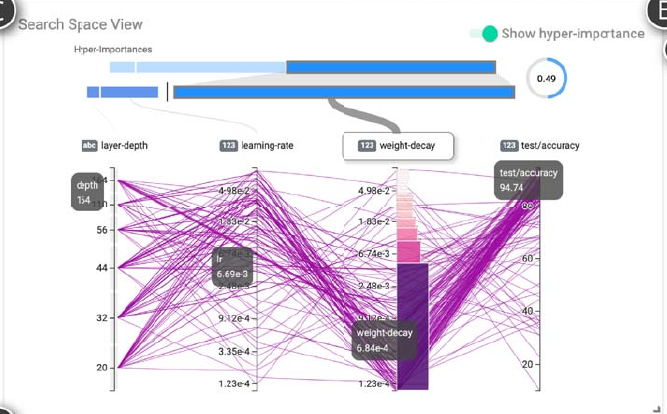 C
E
Search Space View
Show hyper-importance
Hyper-Importances
0.49
abc layer-depth
123 learning-rate
123 weight-decay
123 test/accuracy
test/accuracy
94.74
depth
164
56
44
32
20
4.98e-2
1.83e-2
lr
6.69e-3
2.48e-3
9.12e-4
3.35e-4
1.23e-4
4.98e-2
1.83e-2
6.74e-3
2.48e-3
weight-decay
6.84e-4
1.23e-4
80
60
40
20